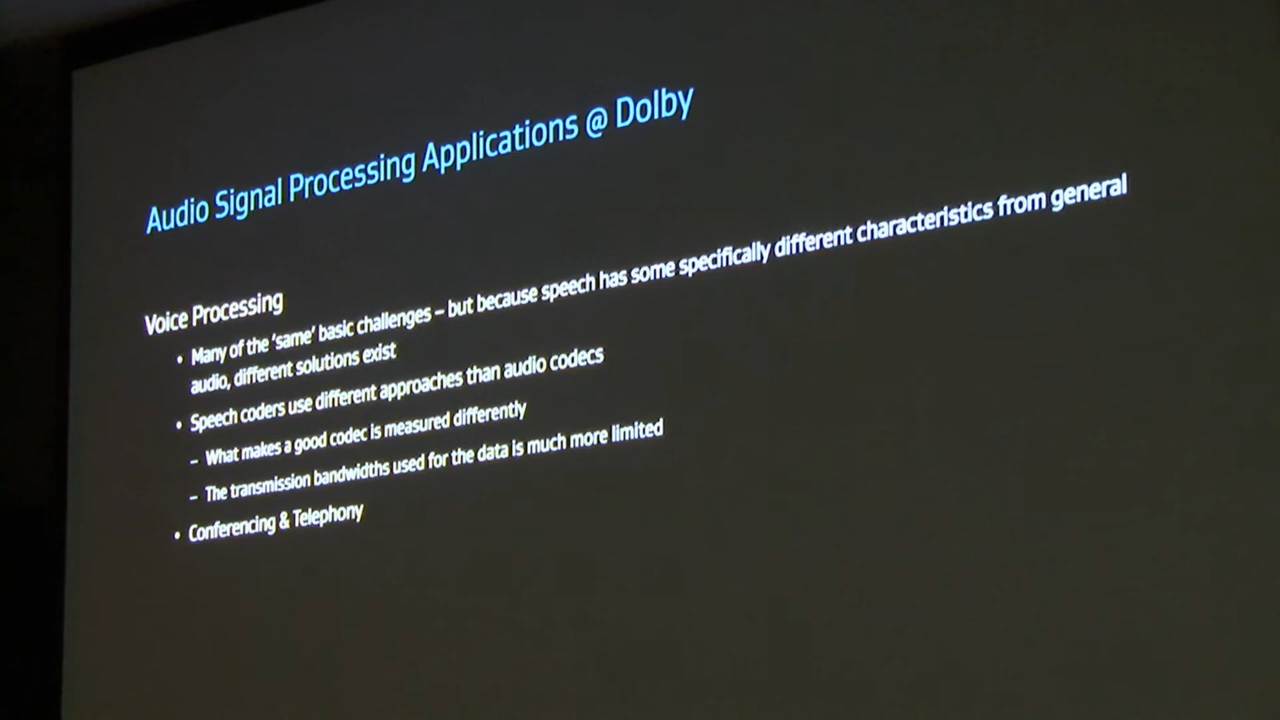 Audio Signal Processing Applications @ Dolby
Voice Processing
• Many of the ‘same’ basic challenges – but because speech has some specifically different characteristics from general
audio, different solutions exist
• Speech coders use different approaches than audio codecs
– What makes a good codec is measured differently
– The transmission bandwidths used for the data is much more limited
• Conferencing & Telephony